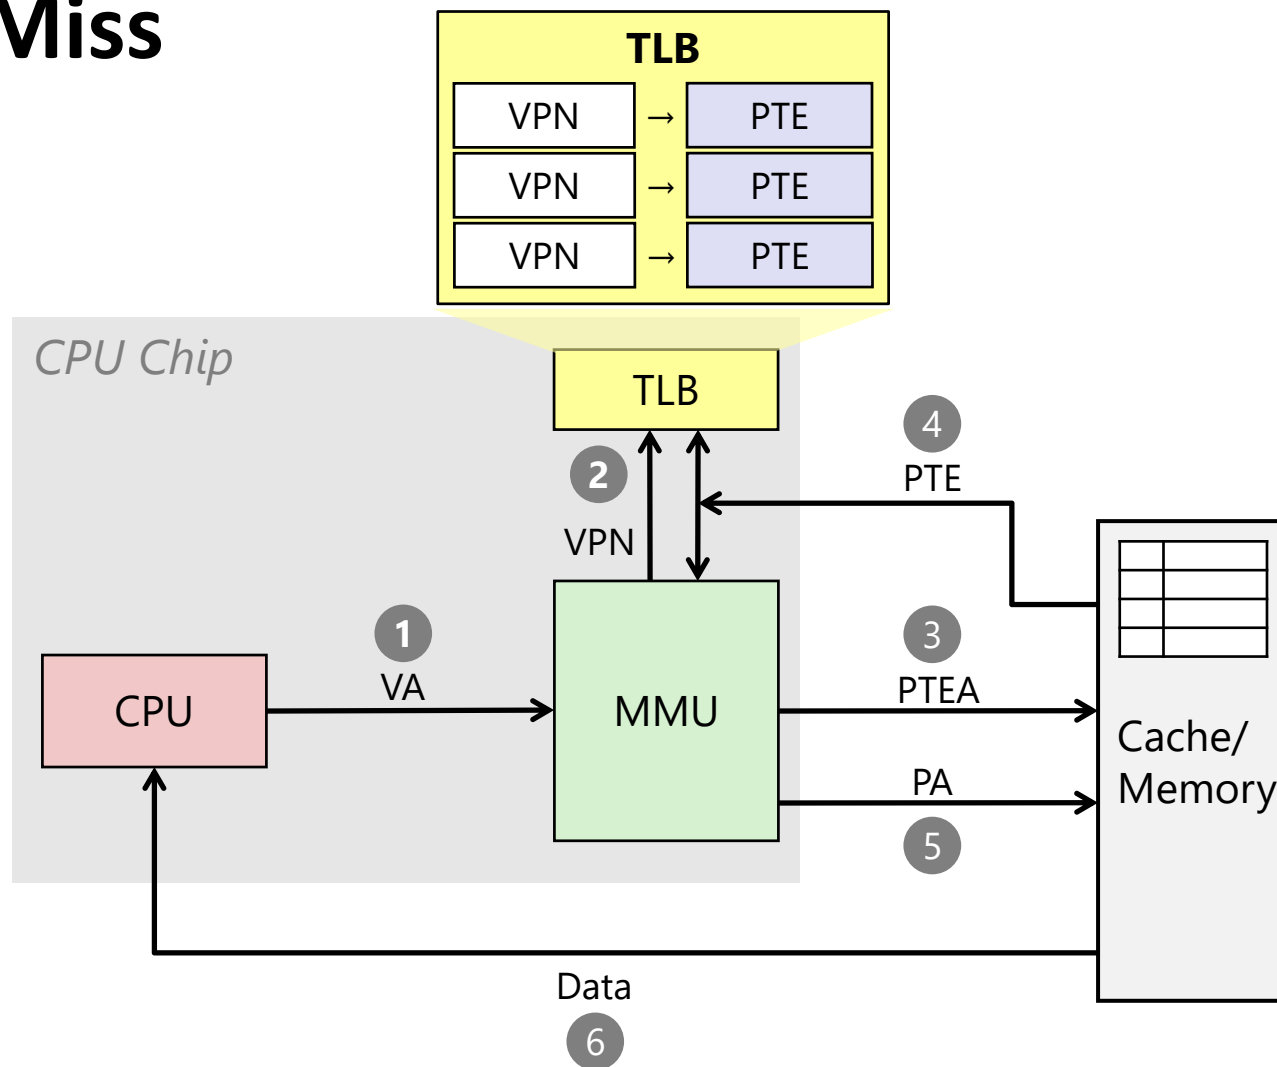 Miss
TLB
VPN → PTE
VPN → PTE
VPN → PTE
CPU Chip
TLB
4
PTE
2
VPN
1
VA
3
PTEA
CPU
MMU
Cache/
Memory
PA
5
Data
6